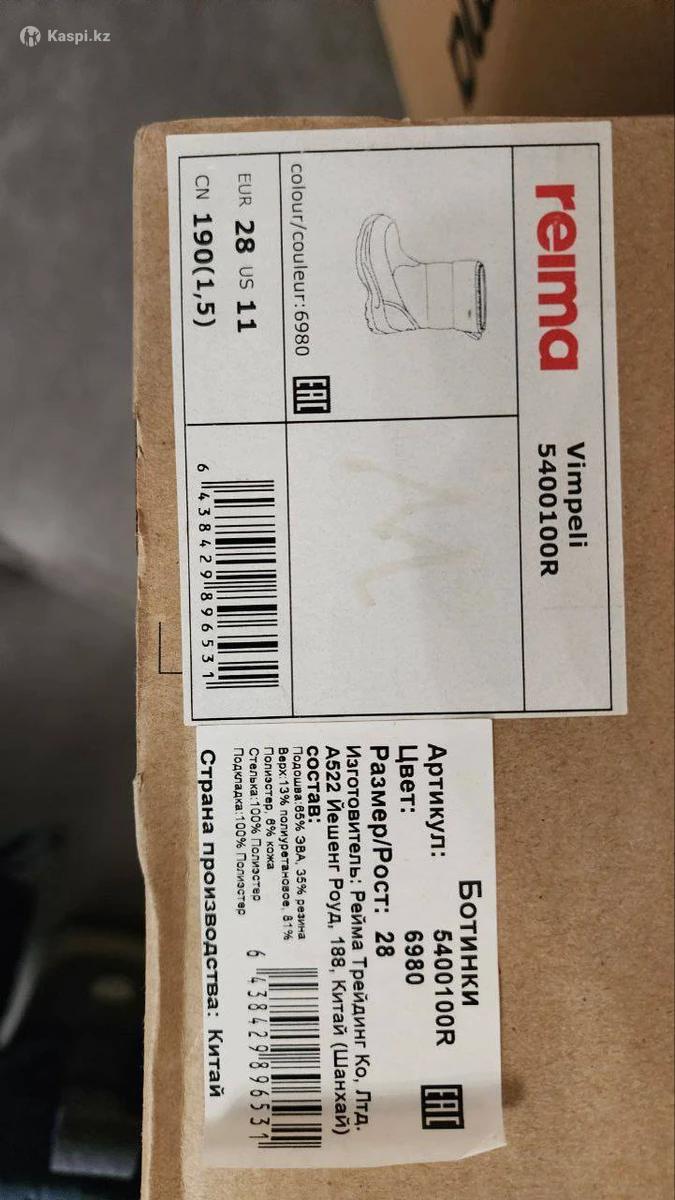 Kaspi.kz
reima
Vimpeli
5400100R
colour/couleur:6980
EAC
EUR 28 US 11
CN 190(1,5)
6 438429 896531
Ботинки
Артикул: 5400100R
Цвет: 6980
Размер/Рост: 28
EAC
Изготовитель: Рейма Трейдинг Ко, Лтд.
А522 Йешенг Роуд, 188, Китай (Шанхай)
состав:
Подошва:65% ЭВА, 35% резина
Верх:13% полиуретановое, 81%
Полиэстер, 6% кожа
Стелька:100% Полиэстер
Подкладка:100% Полиэстер
6 438429 896531
Страна производства: Китай